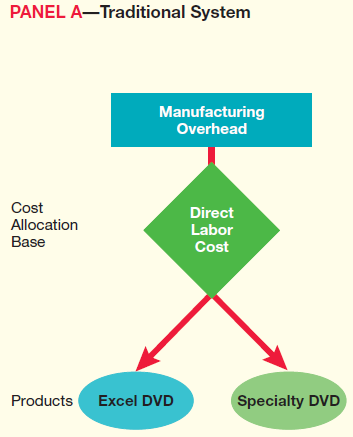 PANEL A—Traditional System
Manufacturing
Overhead
Cost
Allocation
Base
Direct
Labor
Cost
Products
Excel DVD
Specialty DVD